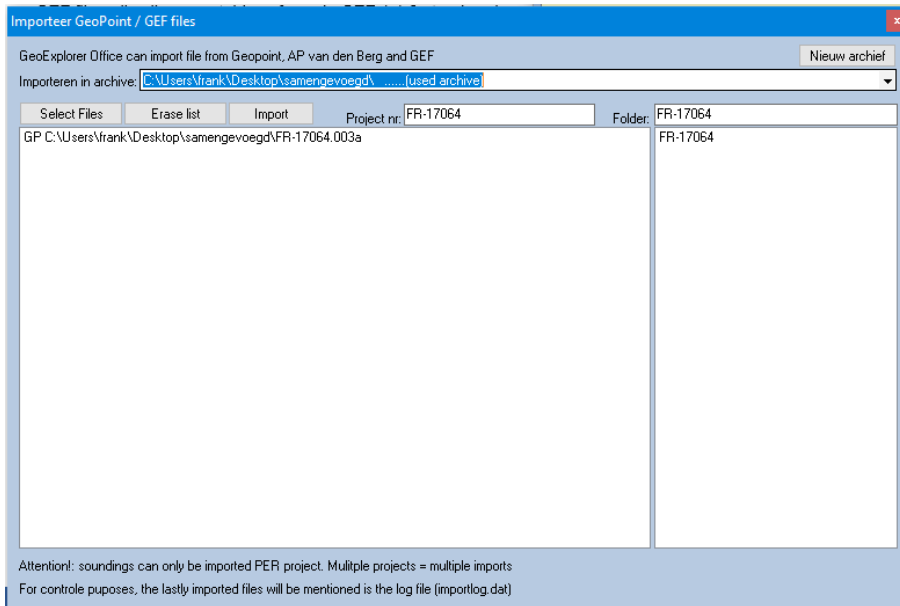 Importeer GeoPoint / GEF files
x
GeoExplorer Office can import file from Geopoint, AP van den Berg and GEF
Nieuw archief
Importeren in archive: C:\Users\frank\Desktop\samengevoegd\ ......(used archive)
Select Files Erase list Import Project nr: FR-17064 Folder: FR-17064
GP C:\Users\frank\Desktop\samengevoegd\FR-17064.003a FR-17064
Attention!: soundings can only be imported PER project. Mulitple projects = multiple imports
For controle puposes, the lastly imported files will be mentioned is the log file (importlog.dat)